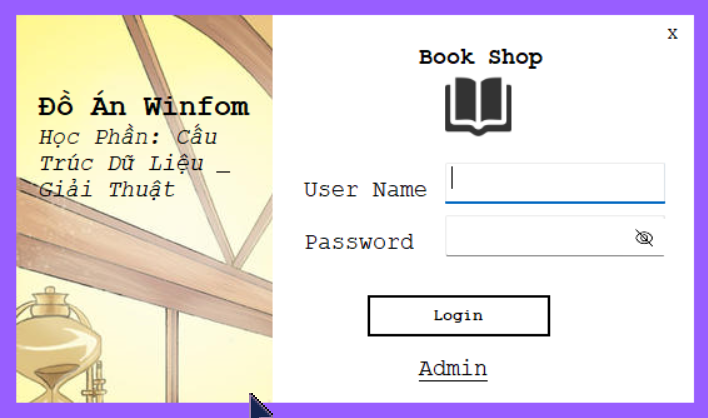 Đồ Án Winfom
Học Phần: Cấu
Trúc Dữ Liệu _
Giải Thuật
x
Book Shop
User Name
Password
Login
Admin